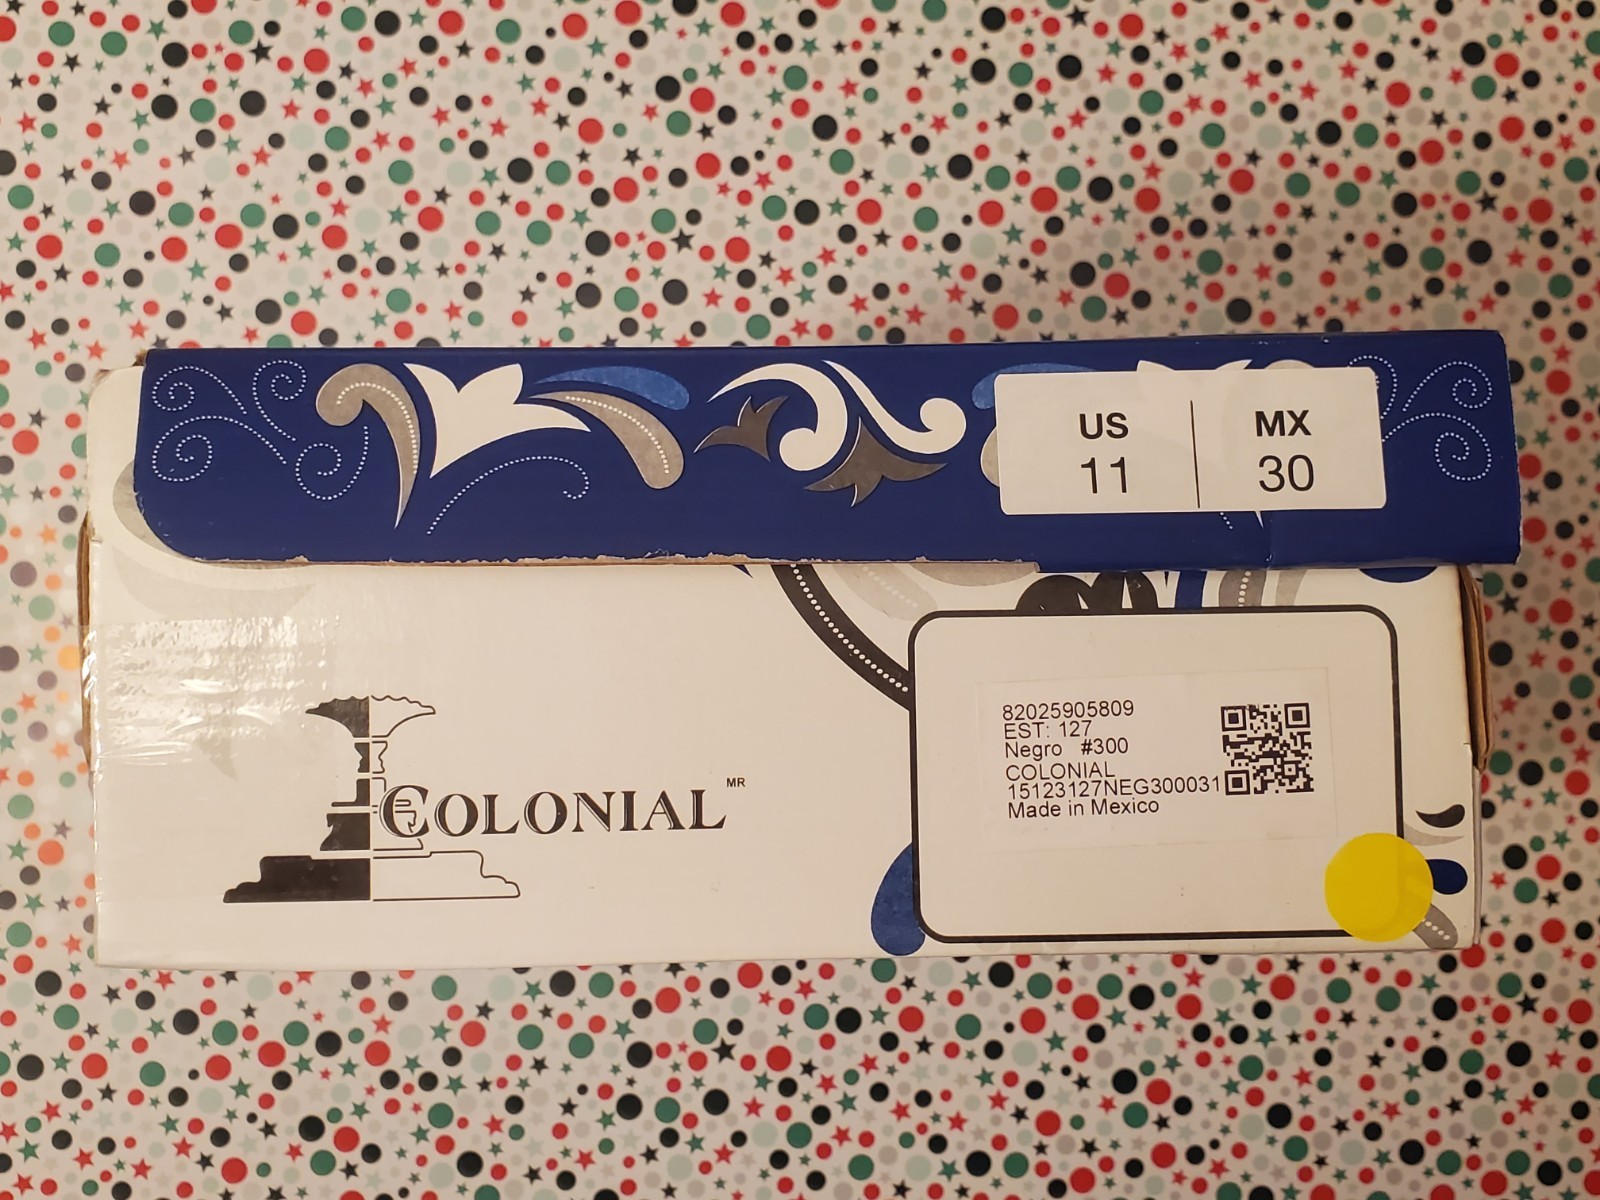 US
11
MX
30
COLONIAL MR
82025905809
EST: 127
Negro #300
COLONIAL
15123127NEG300031
Made in Mexico